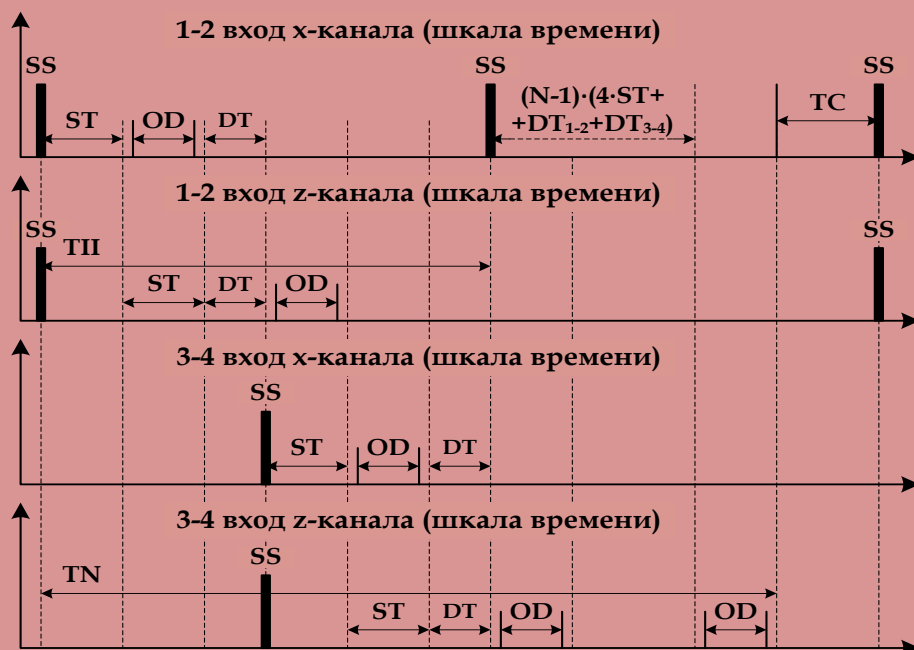 1-2 вход x-канала (шкала времени)
SS
SS
SS
ST
OD
DT
(N-1)·(4·ST+
+DT1-2+DT3-4)
TC
1-2 вход z-канала (шкала времени)
SS
SS
TII
ST
DT
OD
3-4 вход x-канала (шкала времени)
SS
ST
OD
DT
3-4 вход z-канала (шкала времени)
SS
TN
ST
DT
OD
OD